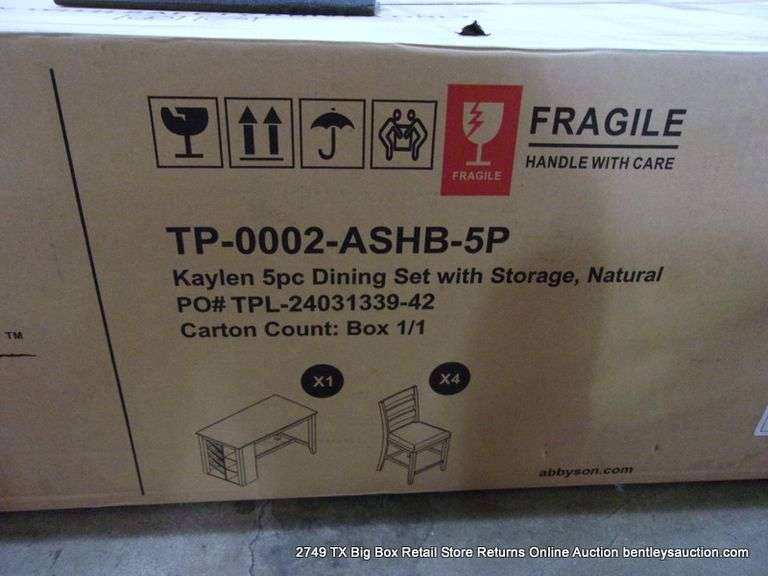 FRAGILE
FRAGILE
HANDLE WITH CARE
TP-0002-ASHB-5P
Kaylen 5pc Dining Set with Storage, Natural
PO# TPL-24031339-42
Carton Count: Box 1/1
TM
X1
X4
abbyson.com
2749 TX Big Box Retail Store Returns Online Auction bentleysauction.com